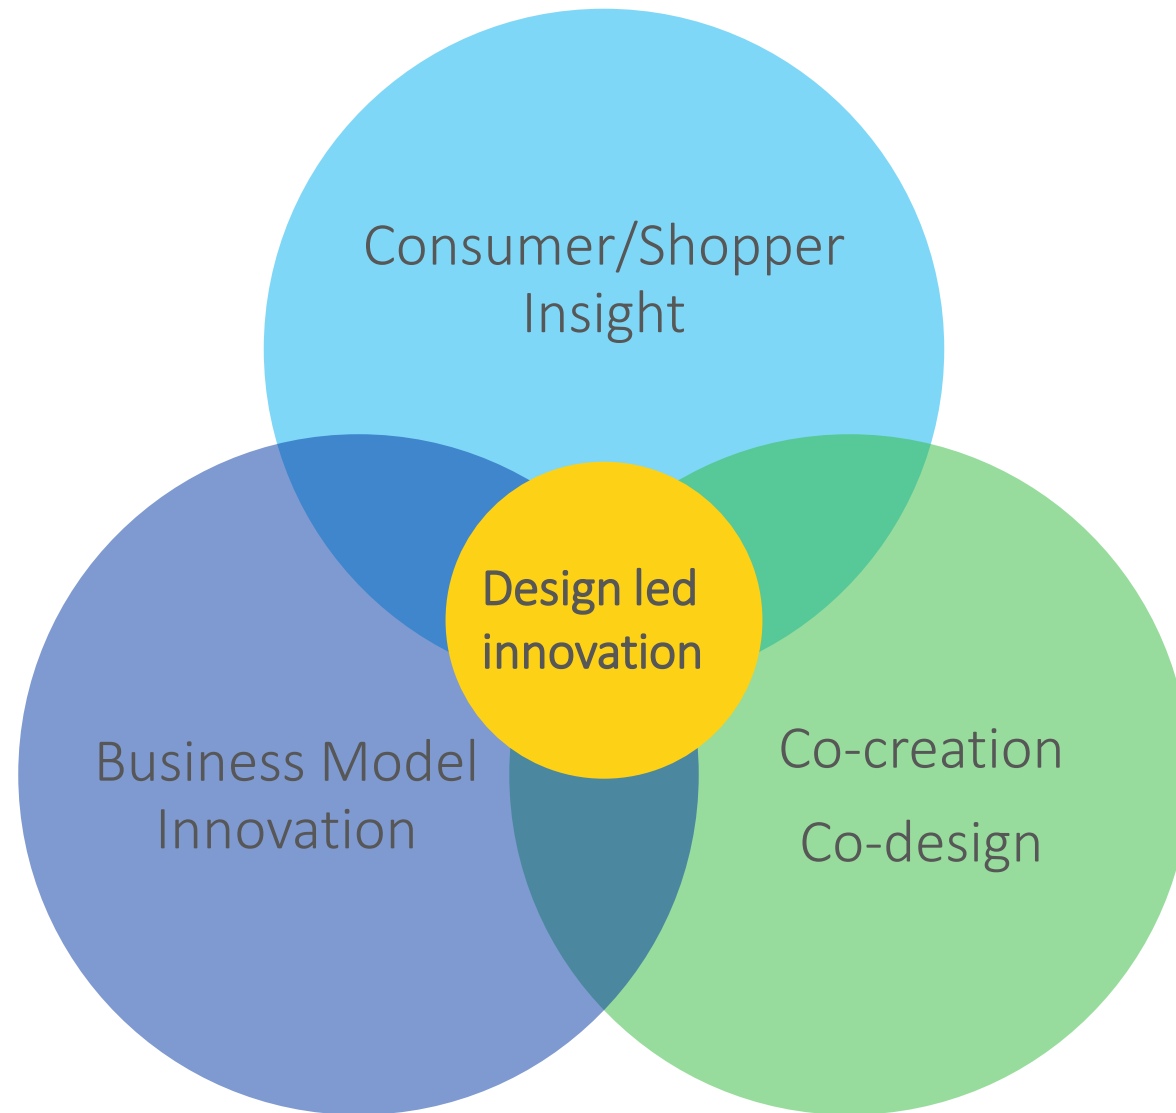 Consumer/Shopper
Insight
Design led
innovation
Business Model
Innovation
Co-creation
Co-design